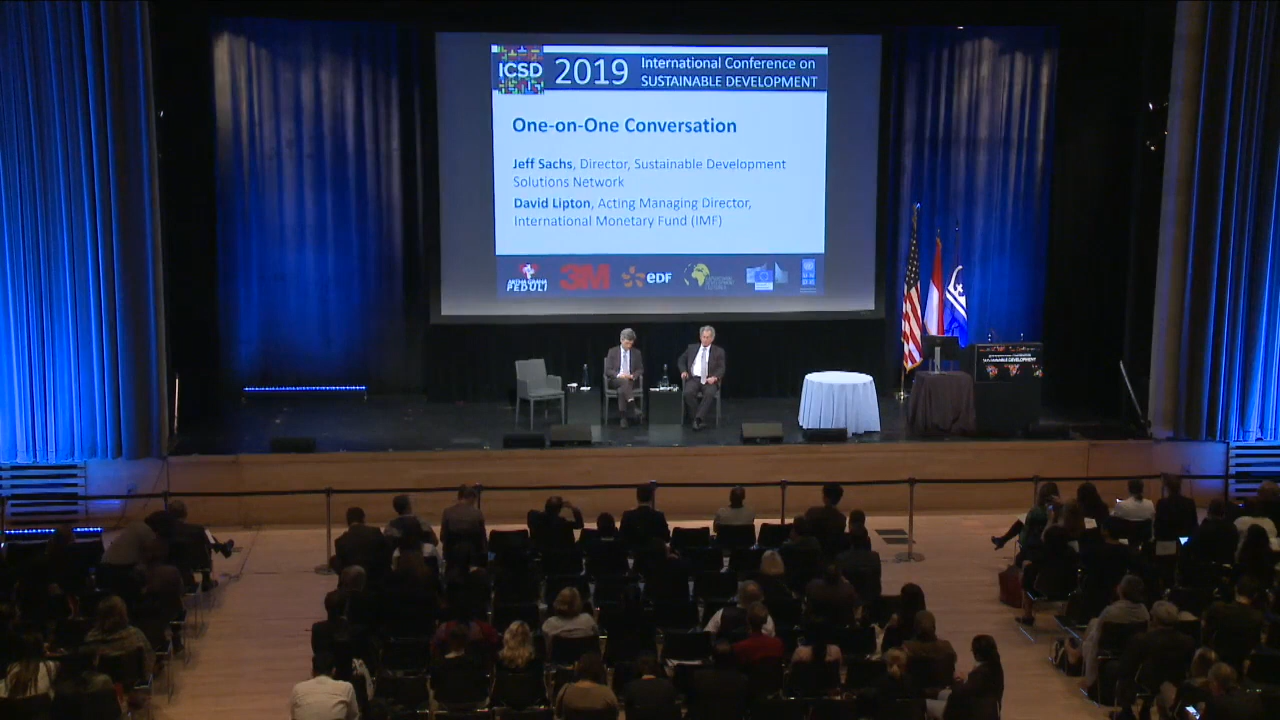 ICSD
2019
International Conference on
SUSTAINABLE DEVELOPMENT
One-on-One Conversation
Jeff Sachs, Director, Sustainable Development
Solutions Network
David Lipton, Acting Managing Director,
International Monetary Fund (IMF)
PEDULI
3M
eDF